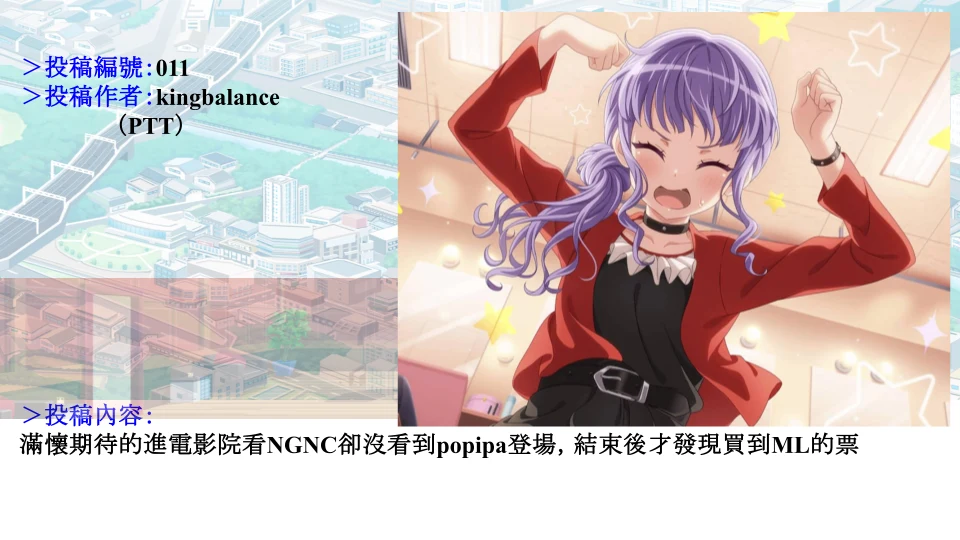 ＞投稿編號：011
＞投稿作者：kingbalance
（PTT）
＞投稿內容：
滿懷期待的進電影院看NGNC卻沒看到popipa登場，結束後才發現買到ML的票